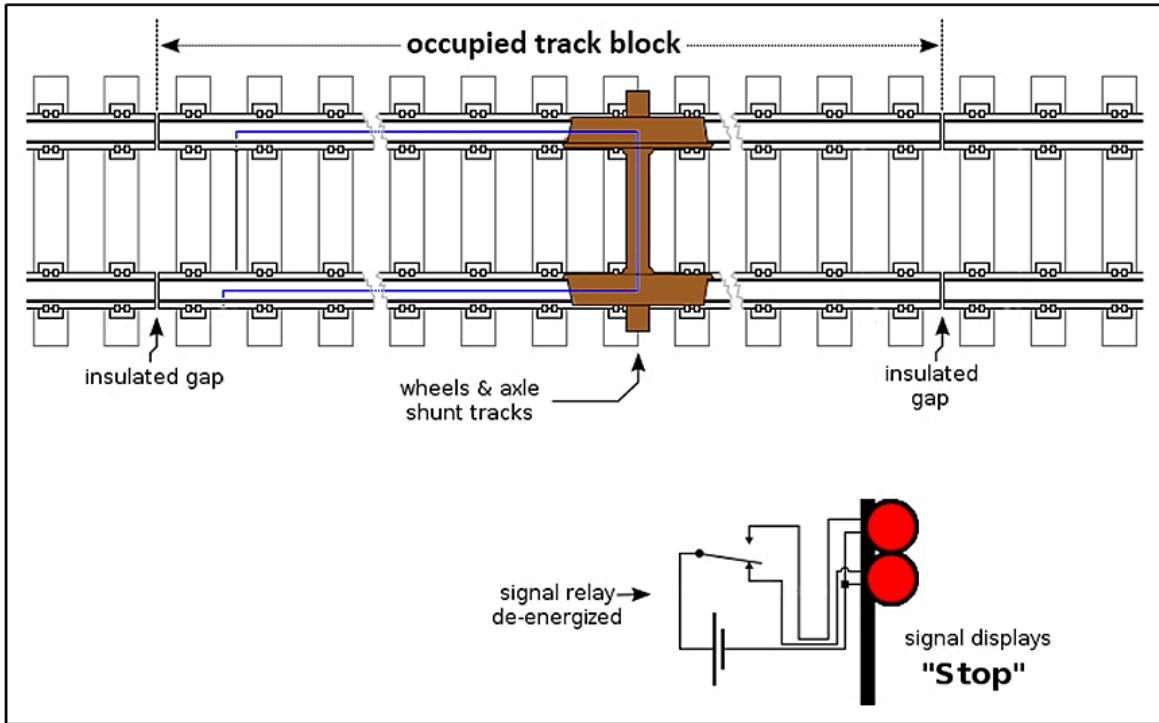 occupied track block
insulated gap
wheels & axle
shunt tracks
insulated
gap
signal relay
de-energized
signal displays
"Stop"